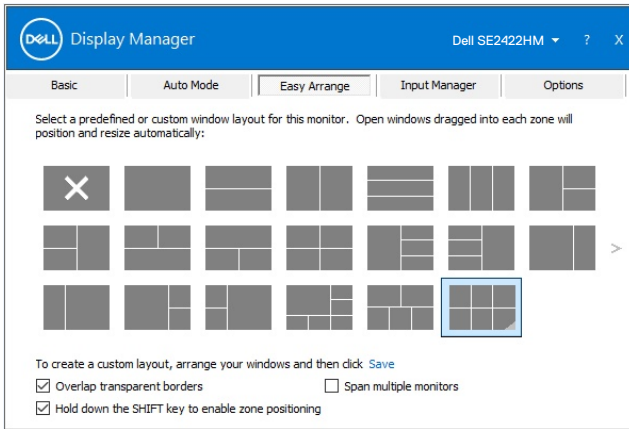 DELL Display Manager Dell SE2422HM ? X
Basic Auto Mode Easy Arrange Input Manager Options
Select a predefined or custom window layout for this monitor. Open windows dragged into each zone will
position and resize automatically:
>
To create a custom layout, arrange your windows and then click Save
Overlap transparent borders Span multiple monitors
Hold down the SHIFT key to enable zone positioning